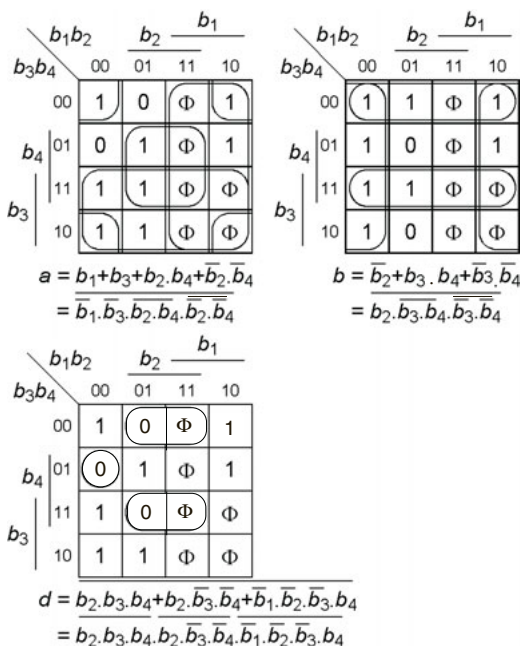 b₁
b₁b₂ b₂
b₃b₄ 00 01 11 10
00 1 0 Φ 1
b₄ 01 0 1 Φ 1
11 1 1 Φ Φ
b₃ 10 1 1 Φ Φ
a = b₁+b₃+b₂.b₄+b̅₂.b̅₄
= b̅₁.b̅₃.b̅₂.̅b̅₄.b̿₂.̅b̿₄
b₁
b₁b₂ b₂
b₃b₄ 00 01 11 10
00 1 1 Φ 1
b₄ 01 1 0 Φ 1
11 1 1 Φ Φ
b₃ 10 1 0 Φ Φ
b = b̅₂+b₃.b₄+b̅₃.b̅₄
= b₂.b̅₃.̅b̅₄.b̿₃.̅b̿₄
b₁
b₁b₂ b₂
b₃b₄ 00 01 11 10
00 1 0 Φ 1
b₄ 01 0 1 Φ 1
11 1 0 Φ Φ
b₃ 10 1 1 Φ Φ
d = b₂.b₃.b₄+b₂.b̅₃.b̅₄+b̅₁.b̅₂.b̅₃.b₄
= b₂.b₃.b₄.b₂.b̅₃.b̅₄.b̅₁.b̅₂.b̅₃.b₄